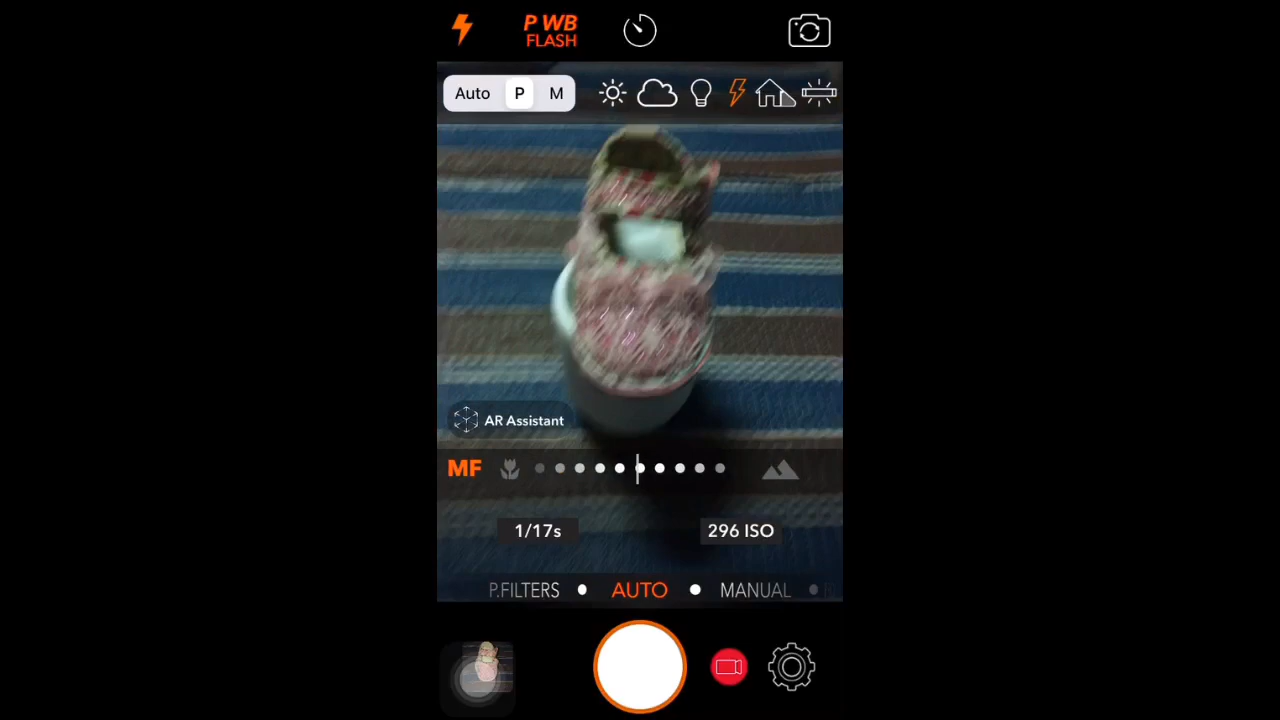 P WB
FLASH
Auto P M
AR Assistant
MF
1/17s 296 ISO
P.FILTERS AUTO MANUAL